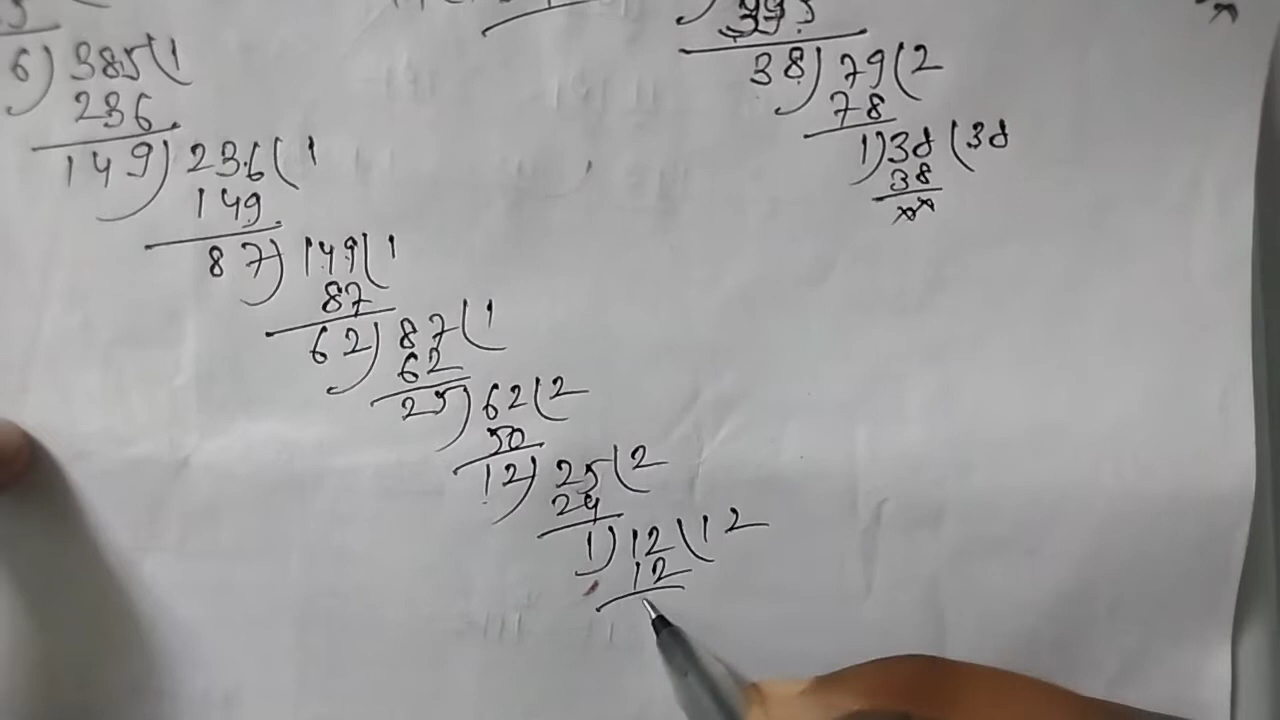 6) 385 ( 1
236
149 ) 236 ( 1
149
87 ) 149 ( 1
87
62 ) 87 ( 1
62
25 ) 62 ( 2
50
12 ) 25 ( 2
24
1 ) 12 ( 12
12
38 ) 79 ( 2
78
1 ) 38 ( 38
38
××